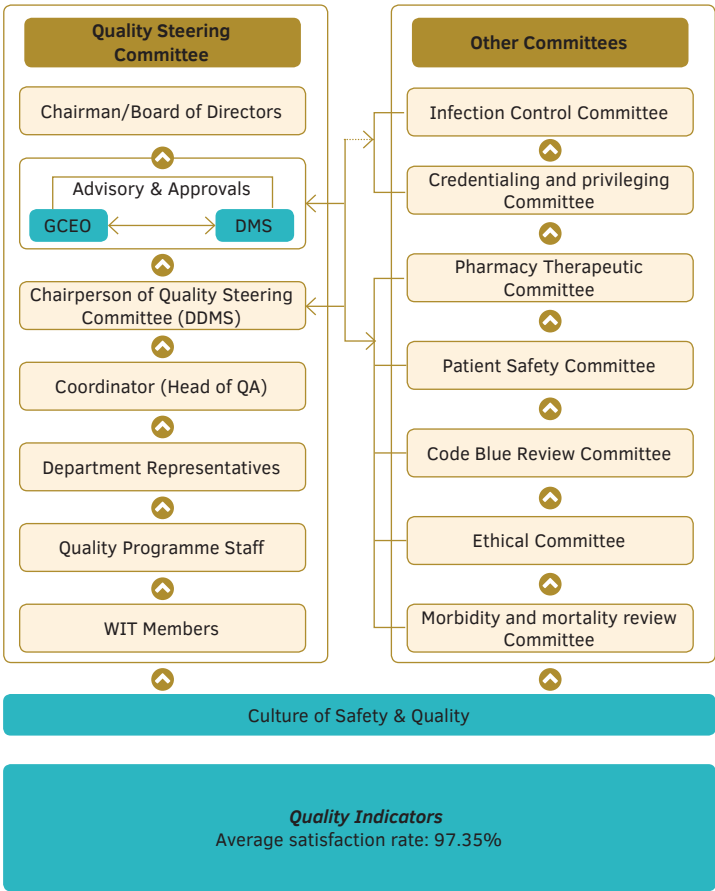 Quality Steering
Committee
Chairman/Board of Directors
Advisory & Approvals
GCEO
DMS
Chairperson of Quality Steering
Committee (DDMS)
Coordinator (Head of QA)
Department Representatives
Quality Programme Staff
WIT Members
Other Committees
Infection Control Committee
Credentialing and privileging
Committee
Pharmacy Therapeutic
Committee
Patient Safety Committee
Code Blue Review Committee
Ethical Committee
Morbidity and mortality review
Committee
Culture of Safety & Quality
Quality Indicators
Average satisfaction rate: 97.35%